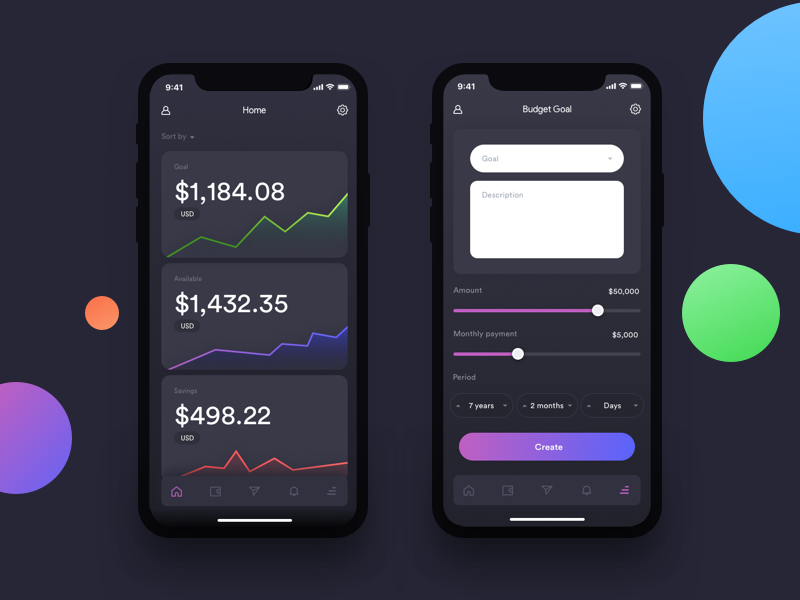 9:41
Home
Sort by
Goal
$1,184.08
USD
Available
$1,432.35
USD
Savings
$498.22
USD
9:41
Budget Goal
Goal
Description
Amount
$50,000
Monthly payment
$5,000
Period
7 years
2 months
Days
Create